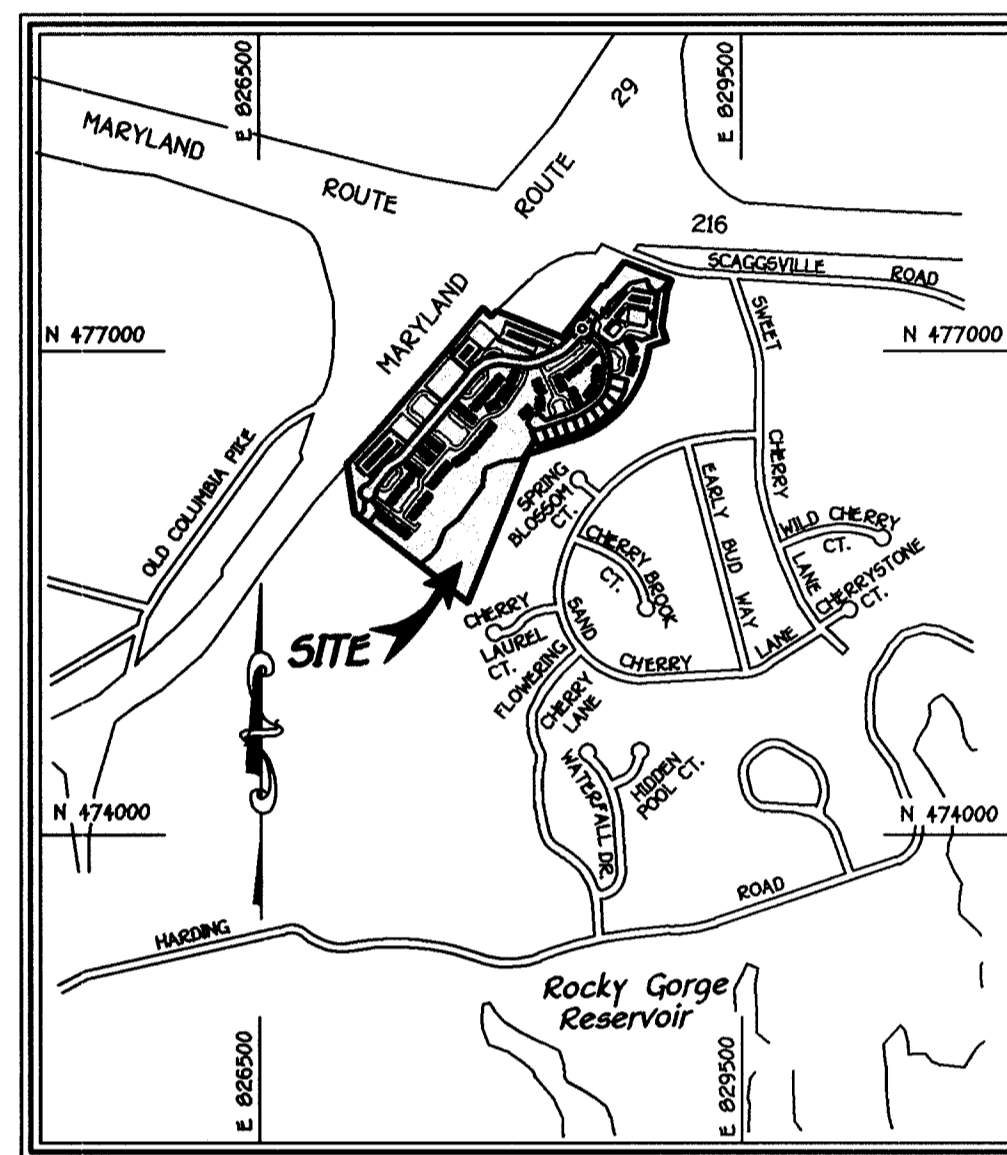 E 826500
E 829500
29
MARYLAND
ROUTE
ROUTE
216
SCAGGSVILLE ROAD
MARYLAND
SWEET
CHERRY
LANE
N 477000
N 477000
OLD COLUMBIA PIKE
SPRING
BLOSSOM
CT.
EARLY BUD WAY
WILD CHERRY
CT.
CHERRY BROOK
CT.
CHERRYSTONE
CT.
SITE
CHERRY
LAUREL
CT.
SAND
CHERRY
LANE
FLOWERING
CHERRY
LANE
WATERFALL DR.
HIDDEN
POOL CT.
N 474000
N 474000
HARDING
ROAD
Rocky Gorge
Reservoir
E 826500
E 829500